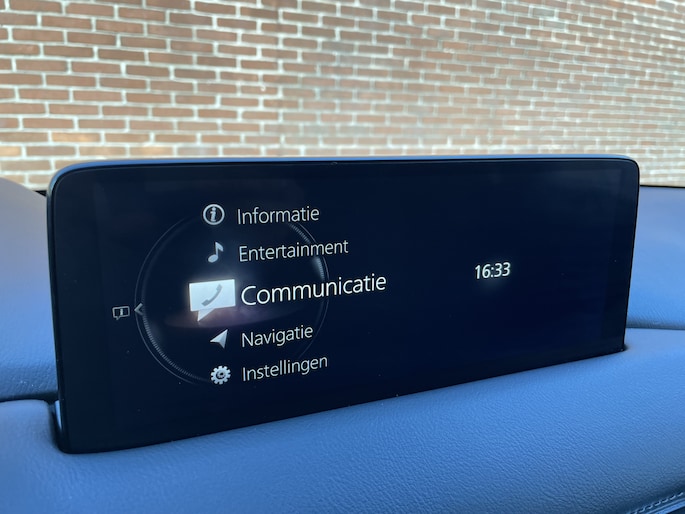 Informatie
Entertainment
Communicatie
16:33
Navigatie
Instellingen